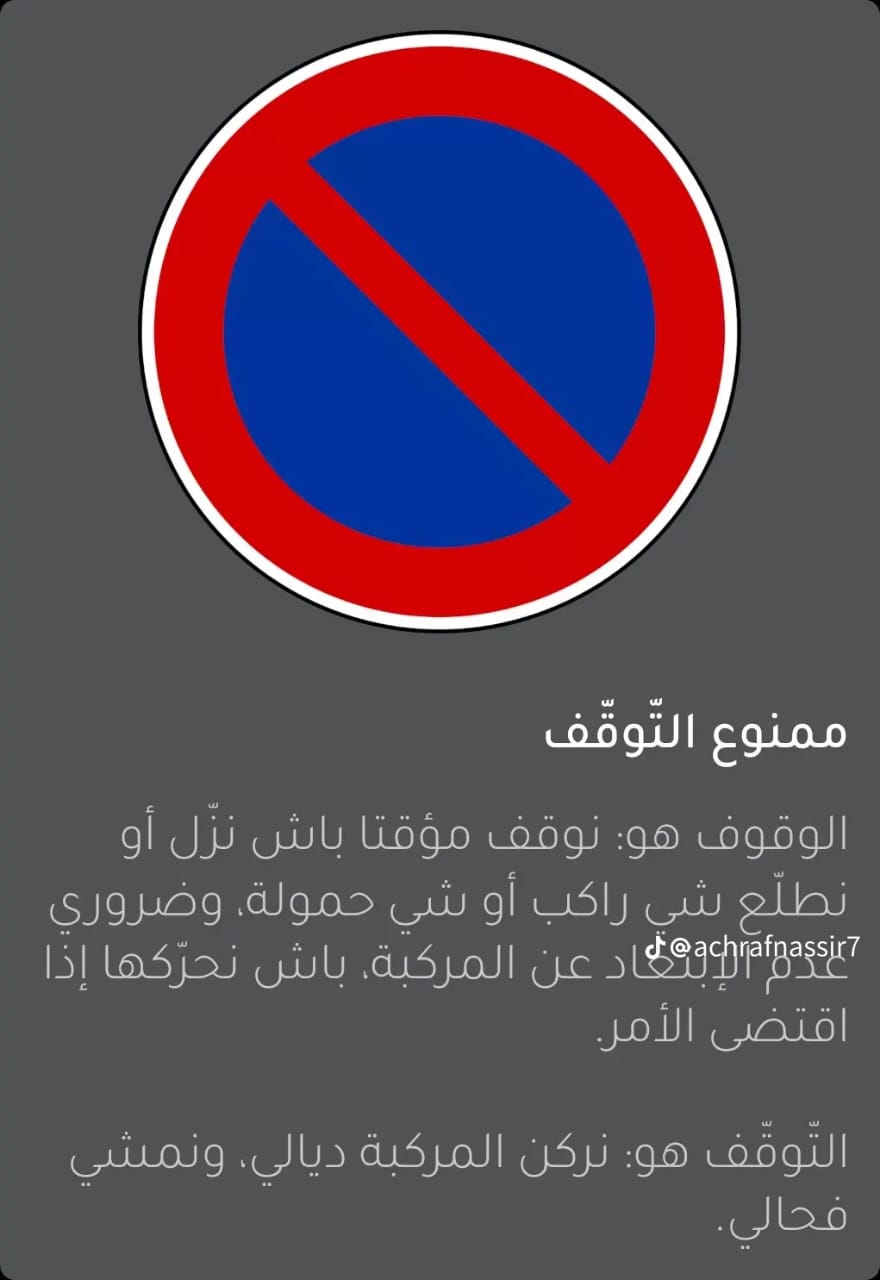 ممنوع التّوقّف
الوقوف هو: نوقف مؤقتا باش نزّل أو
نطلّع شي راكب أو شي حمولة، وضروري
@achrafnassir7
عدم الإبتعاد عن المركبة، باش نحرّكها إذا
اقتضى الأمر.
التّوقّف هو: نركن المركبة ديالي، ونمشي
فحالي.